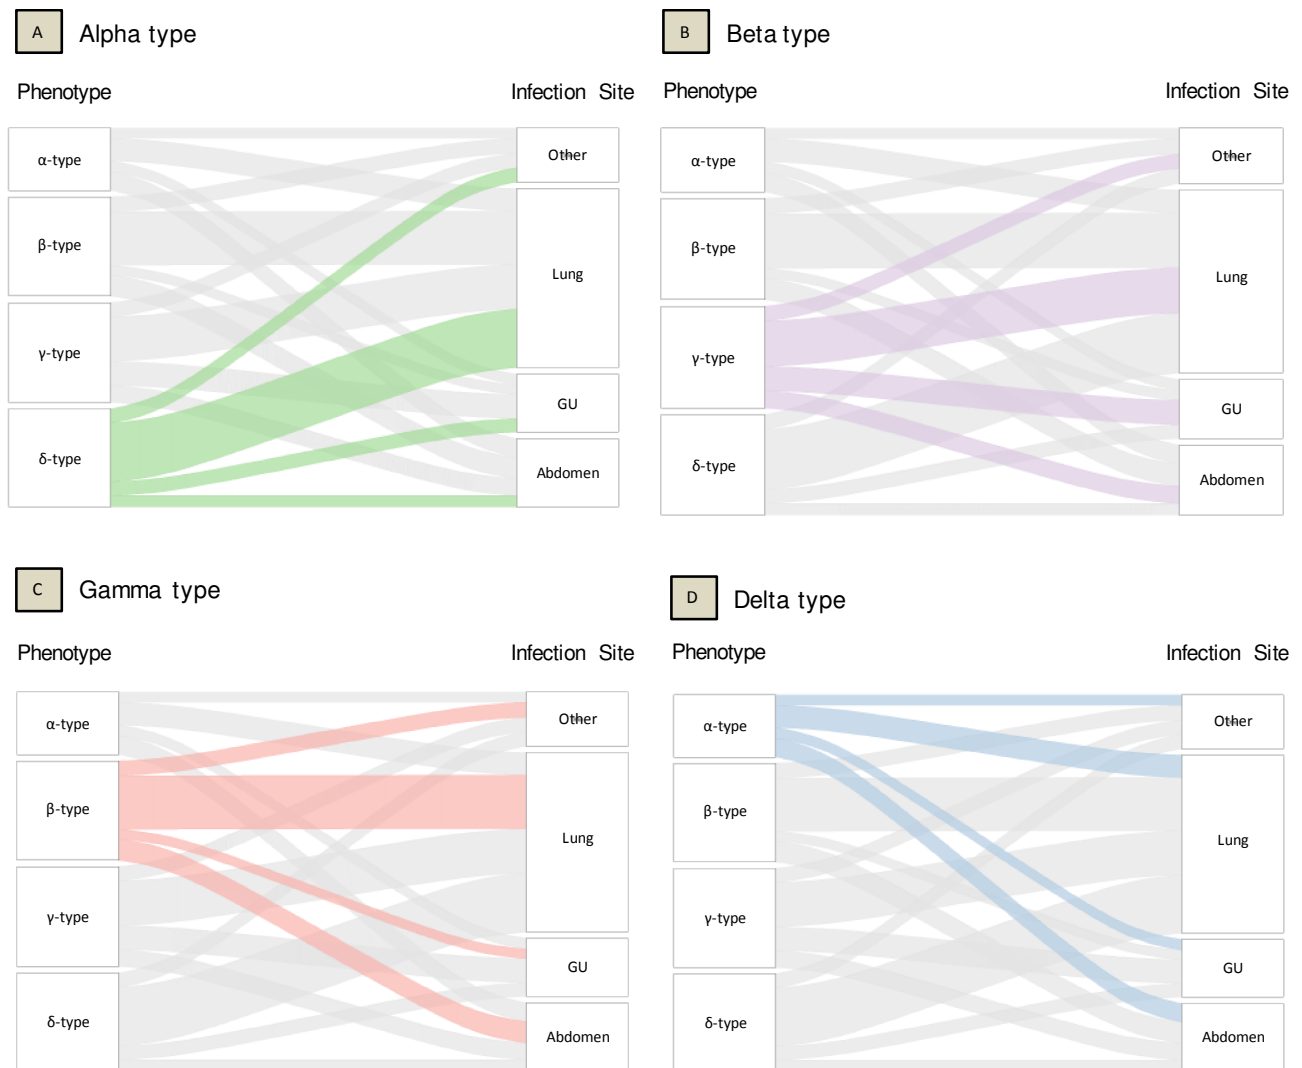 A Alpha type
Phenotype Infection Site
α-type
β-type
γ-type
δ-type
Other
Lung
GU
Abdomen
B Beta type
Phenotype Infection Site
α-type
β-type
γ-type
δ-type
Other
Lung
GU
Abdomen
C Gamma type
Phenotype Infection Site
α-type
β-type
γ-type
δ-type
Other
Lung
GU
Abdomen
D Delta type
Phenotype Infection Site
α-type
β-type
γ-type
δ-type
Other
Lung
GU
Abdomen